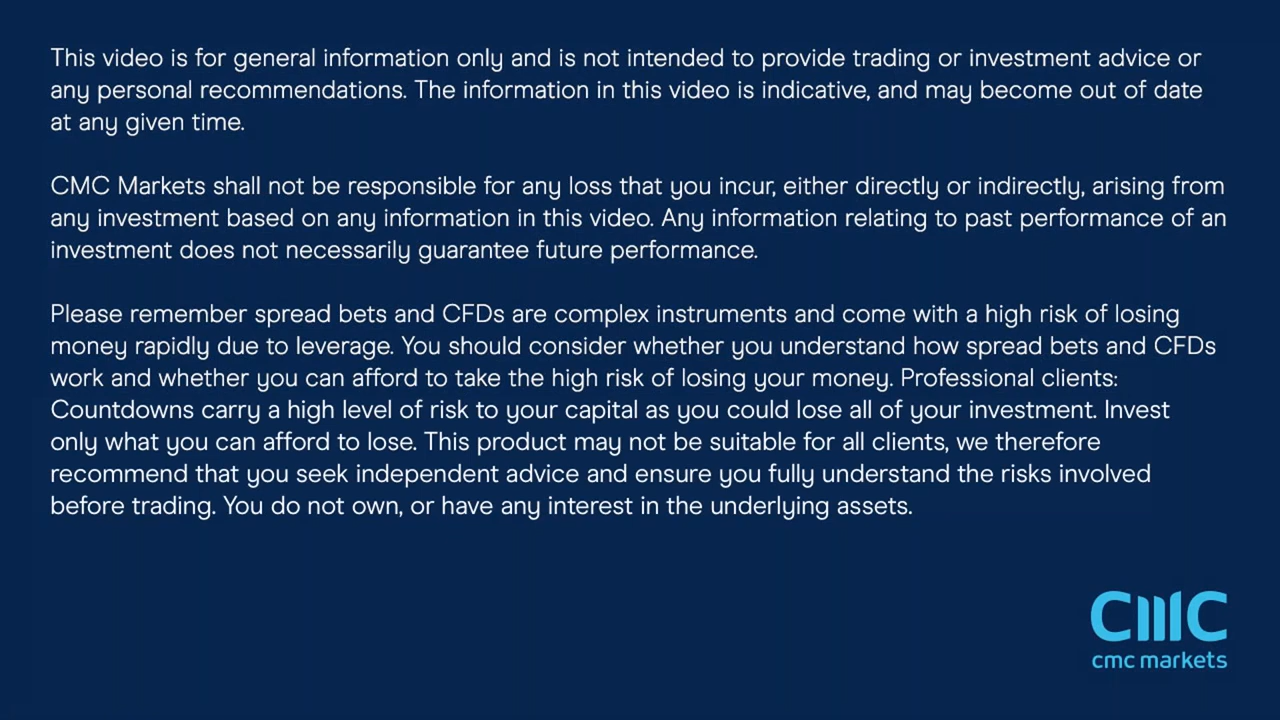 This video is for general information only and is not intended to provide trading or investment advice or
any personal recommendations. The information in this video is indicative, and may become out of date
at any given time.
CMC Markets shall not be responsible for any loss that you incur, either directly or indirectly, arising from
any investment based on any information in this video. Any information relating to past performance of an
investment does not necessarily guarantee future performance.
Please remember spread bets and CFDs are complex instruments and come with a high risk of losing
money rapidly due to leverage. You should consider whether you understand how spread bets and CFDs
work and whether you can afford to take the high risk of losing your money. Professional clients:
Countdowns carry a high level of risk to your capital as you could lose all of your investment. Invest
only what you can afford to lose. This product may not be suitable for all clients, we therefore
recommend that you seek independent advice and ensure you fully understand the risks involved
before trading. You do not own, or have any interest in the underlying assets.
CMC
cmc markets